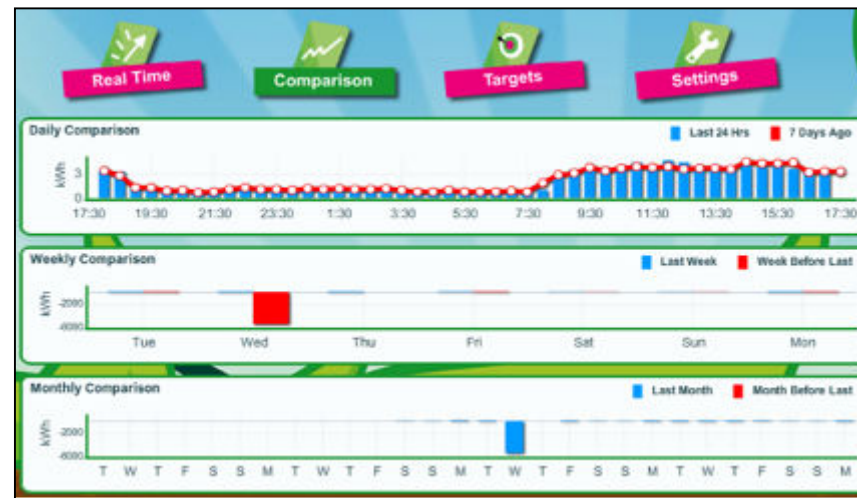 Real Time
Comparison
Targets
Settings
Daily Comparison
Last 24 Hrs
7 Days Ago
kWh
3
0
17:30 19:30 21:30 23:30 1:30 3:30 5:30 7:30 9:30 11:30 13:30 15:30 17:30
Weekly Comparison
Last Week
Week Before Last
kWh
-2000
-6000
Tue Wed Thu Fri Sat Sun Mon
Monthly Comparison
Last Month
Month Before Last
kWh
-2000
-6000
T W T F S S M T W T F S S M T W T F S S M T W T F S S M